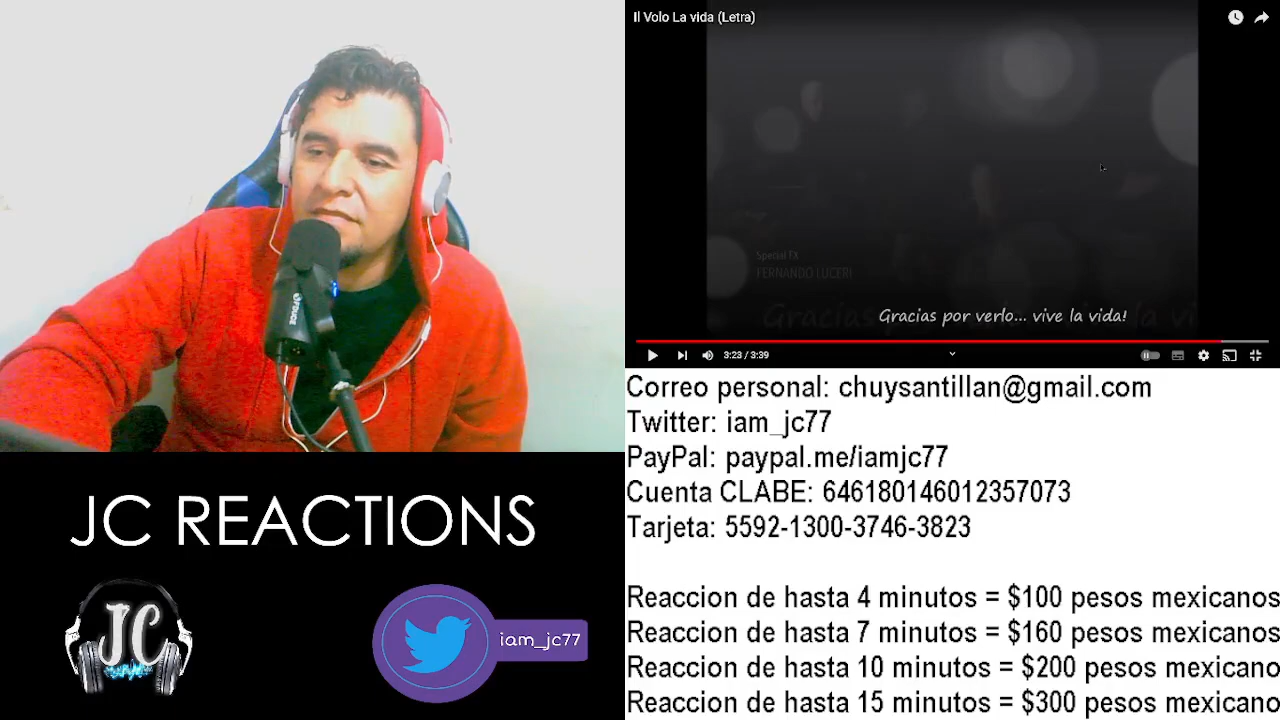 Il Volo La vida (Letra)
Special FX
FERNANDO LUCERI
Gracias por verlo... vive la vida!
3:23 / 3:39
Correo personal: chuysantillan@gmail.com
Twitter: iam_jc77
PayPal: paypal.me/iamjc77
Cuenta CLABE: 646180146012357073
Tarjeta: 5592-1300-3746-3823
Reaccion de hasta 4 minutos = $100 pesos mexicanos
Reaccion de hasta 7 minutos = $160 pesos mexicanos
Reaccion de hasta 10 minutos = $200 pesos mexicano
Reaccion de hasta 15 minutos = $300 pesos mexicano
FIFINE
JC REACTIONS
JC
iam_jc77